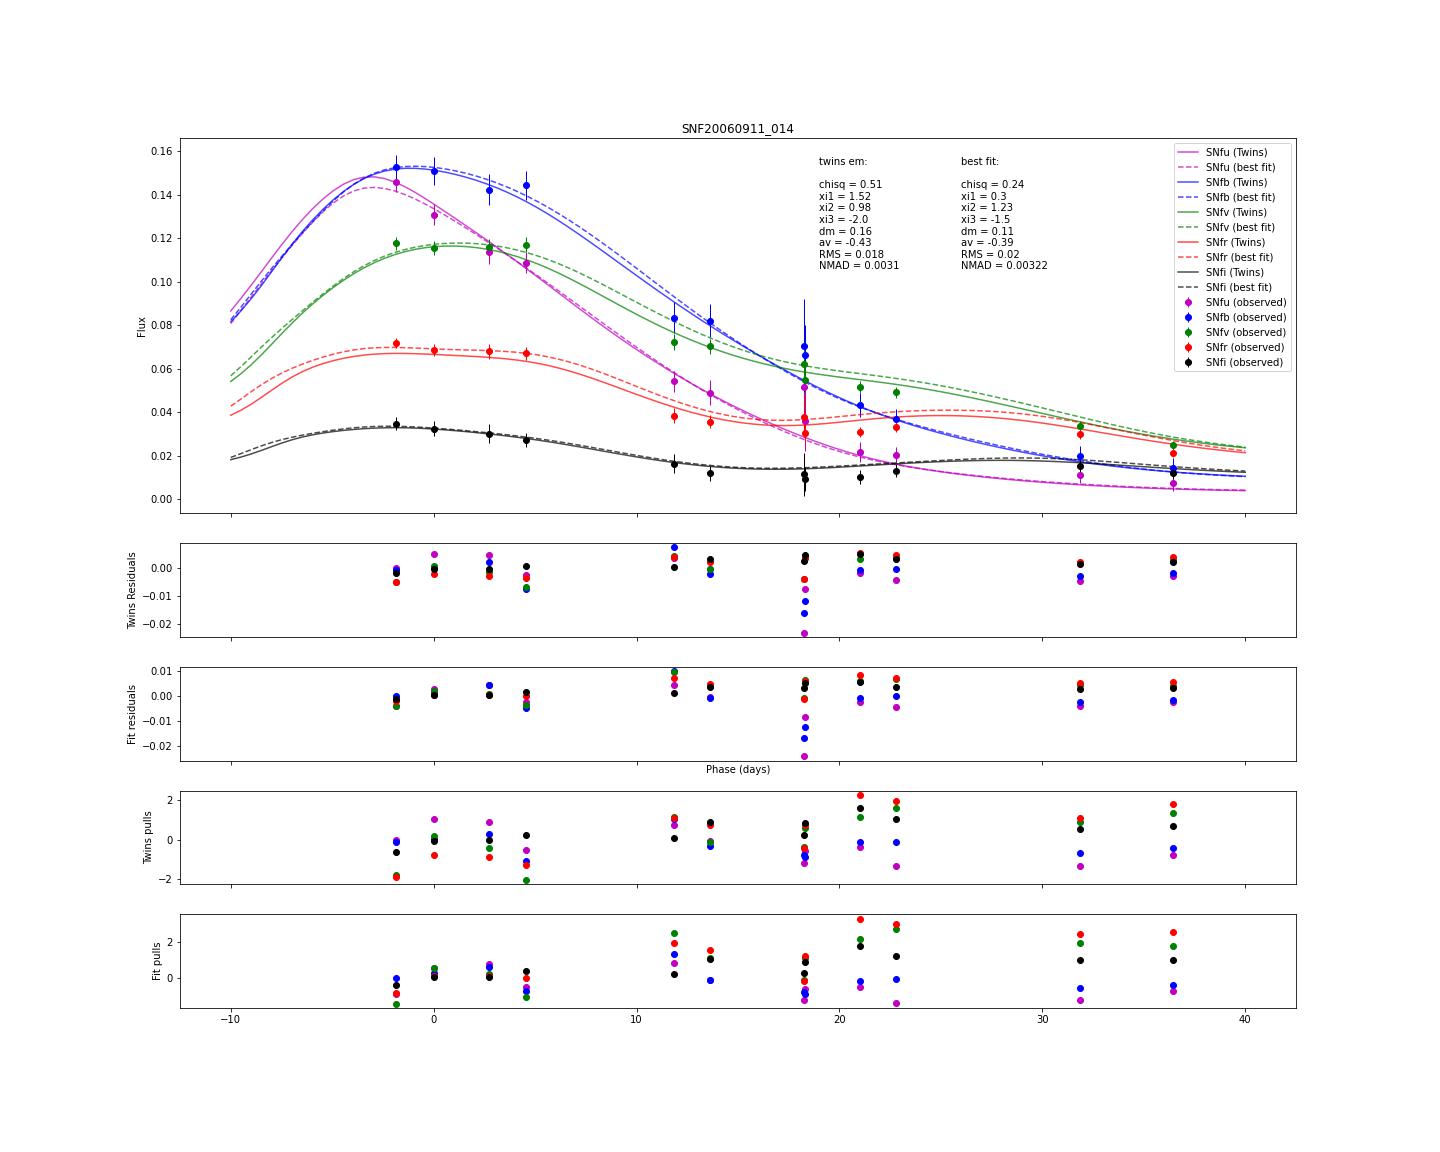 SNF20060911_014
0.16
0.14
0.12
0.10
0.08
0.06
0.04
0.02
0.00
Flux
twins em:
chisq = 0.51
xi1 = 1.52
xi2 = 0.98
xi3 = -2.0
dm = 0.16
av = -0.43
RMS = 0.018
NMAD = 0.0031
best fit:
chisq = 0.24
xi1 = 0.3
xi2 = 1.23
xi3 = -1.5
dm = 0.11
av = -0.39
RMS = 0.02
NMAD = 0.00322
SNfu (Twins)
SNfu (best fit)
SNfb (Twins)
SNfb (best fit)
SNfv (Twins)
SNfv (best fit)
SNfr (Twins)
SNfr (best fit)
SNfi (Twins)
SNfi (best fit)
SNfu (observed)
SNfb (observed)
SNfv (observed)
SNfr (observed)
SNfi (observed)
0.00
−0.01
−0.02
Twins Residuals
0.01
0.00
−0.01
−0.02
Fit residuals
Phase (days)
2
0
−2
Twins pulls
2
0
Fit pulls
−10
0
10
20
30
40